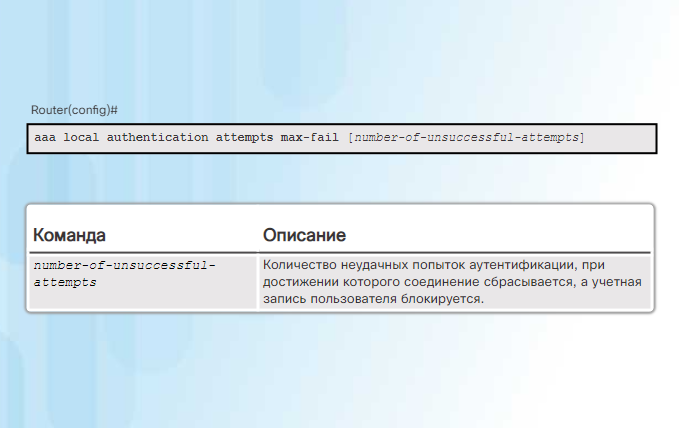 Router(config)#
aaa local authentication attempts max-fail [number-of-unsuccessful-attempts]
Команда Описание
number-of-unsuccessful-
attempts
Количество неудачных попыток аутентификации, при
достижении которого соединение сбрасывается, а учетная
запись пользователя блокируется.